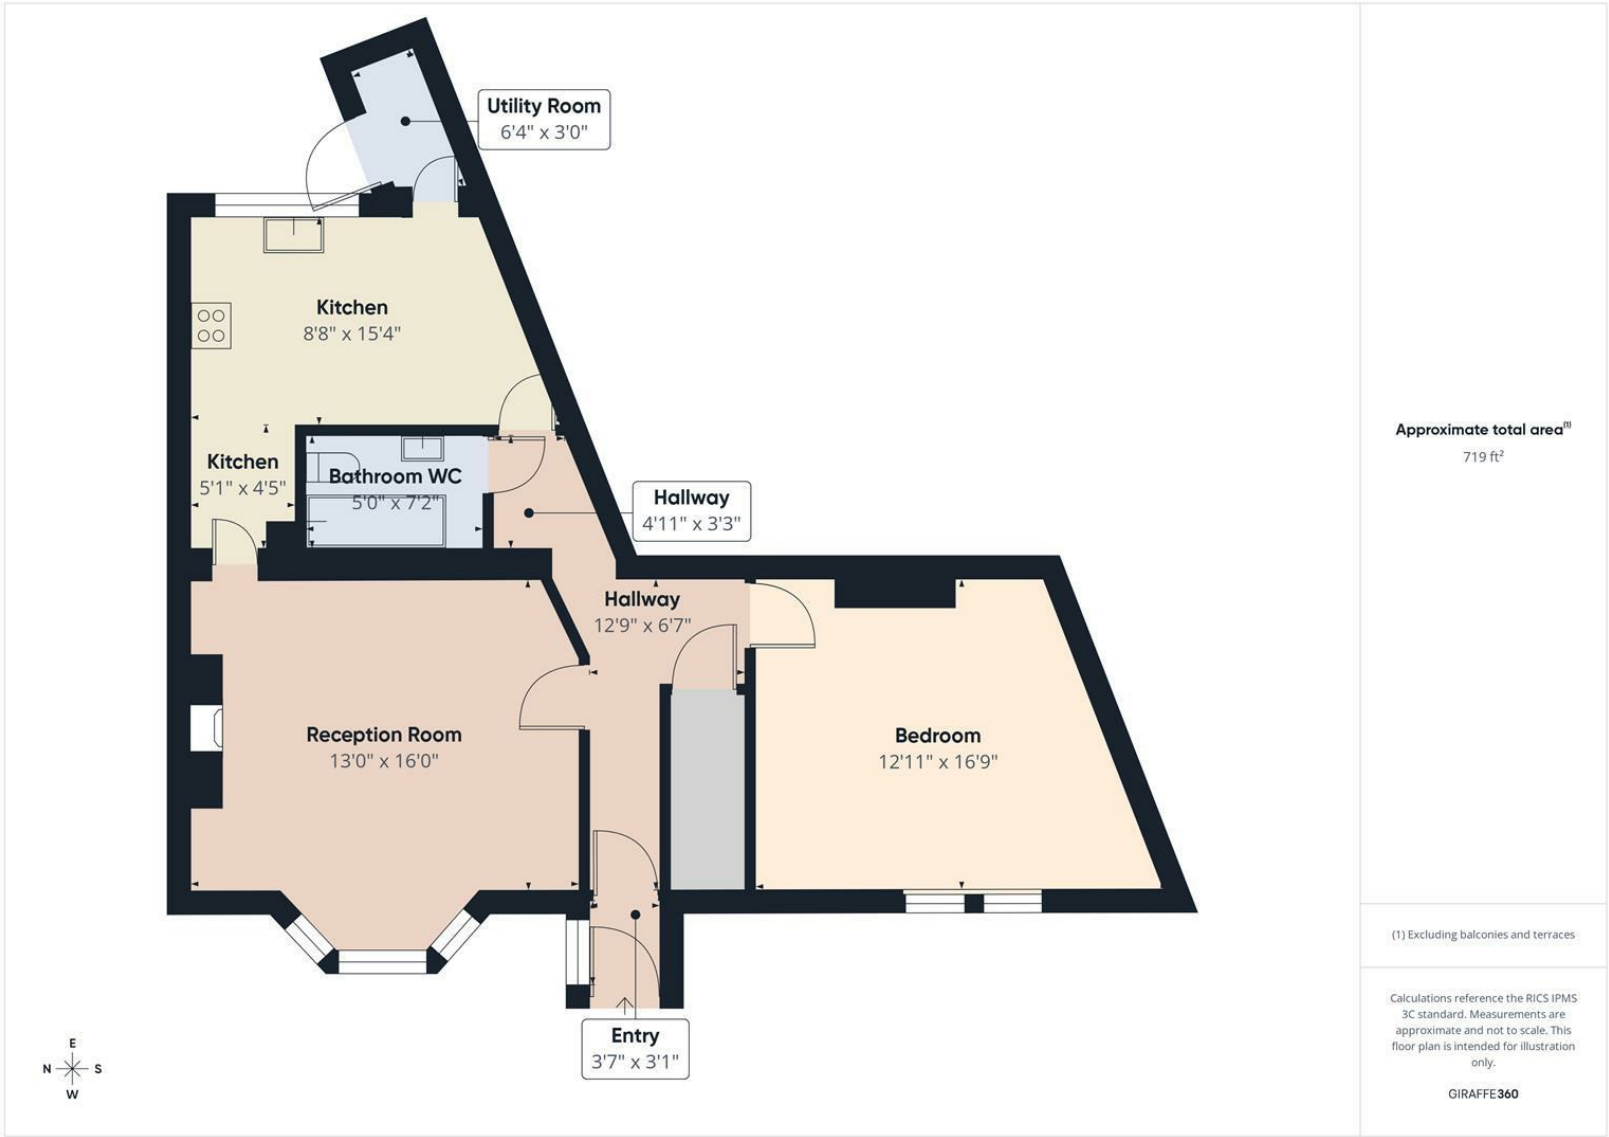 Utility Room
6'4" x 3'0"
Kitchen
8'8" x 15'4"
Kitchen
5'1" x 4'5"
Bathroom WC
5'0" x 7'2"
Hallway
4'11" x 3'3"
Hallway
12'9" x 6'7"
Reception Room
13'0" x 16'0"
Bedroom
12'11" x 16'9"
Entry
3'7" x 3'1"
E
N S
W
Approximate total area(1)
719 ft²
(1) Excluding balconies and terraces
Calculations reference the RICS IPMS
3C standard. Measurements are
approximate and not to scale. This
floor plan is intended for illustration
only.
GIRAFFE360